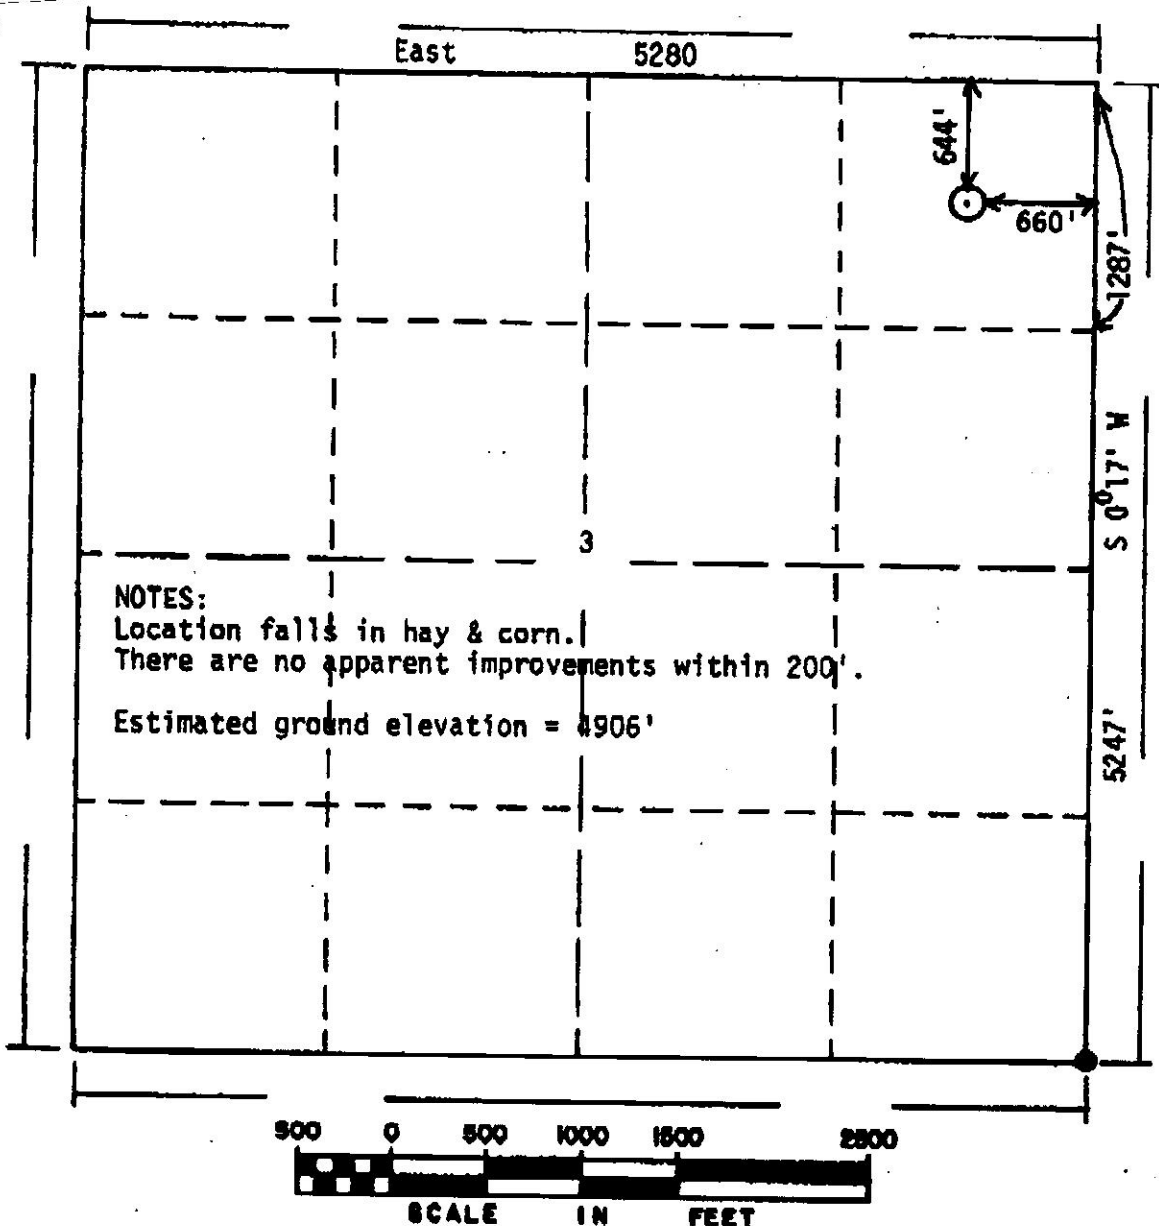 East 5280
644'
660'
1287'
S 0°17' W
3
NOTES:
Location falls in hay & corn.
There are no apparent improvements within 200'.
Estimated ground elevation = 4906'
5247'
500 0 500 1000 1500 2500
SCALE IN FEET